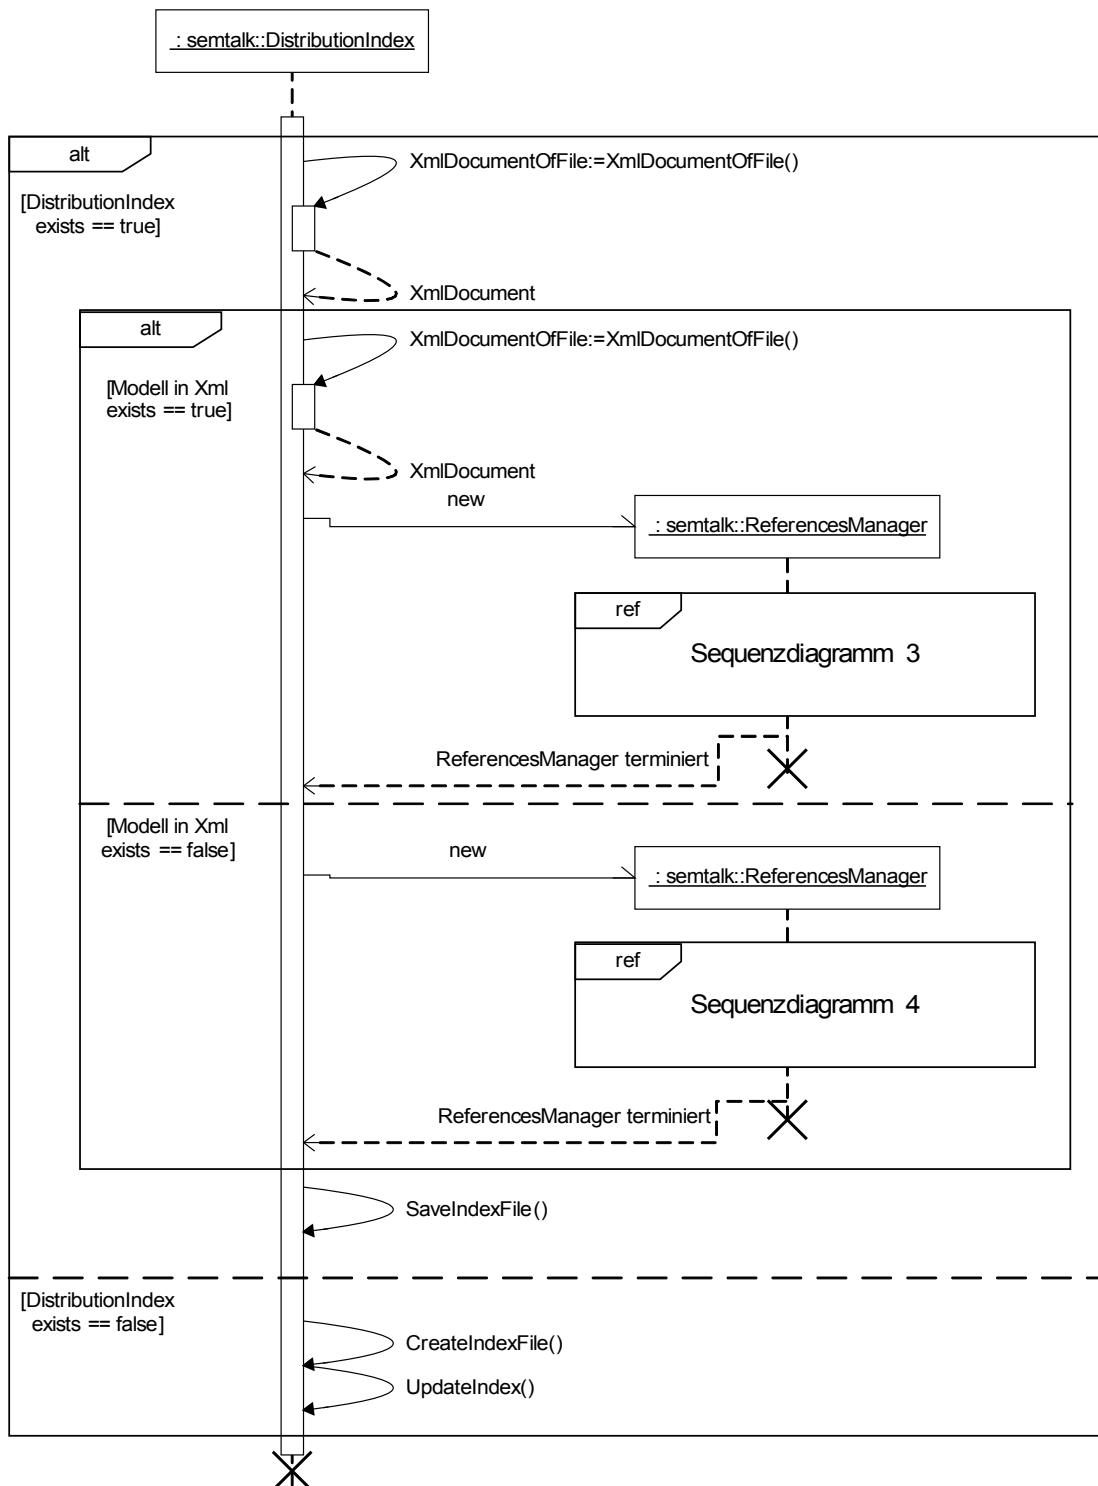 : semtalk::DistributionIndex
alt
XmlDocumentOfFile:=XmlDocumentOfFile()
[DistributionIndex
exists == true]
XmlDocument
alt
XmlDocumentOfFile:=XmlDocumentOfFile()
[Modell in Xml
exists == true]
XmlDocument
new
: semtalk::ReferencesManager
ref
Sequenzdiagramm 3
ReferencesManager terminiert
[Modell in Xml
exists == false]
new
: semtalk::ReferencesManager
ref
Sequenzdiagramm 4
ReferencesManager terminiert
SaveIndexFile()
[DistributionIndex
exists == false]
CreateIndexFile()
UpdateIndex()